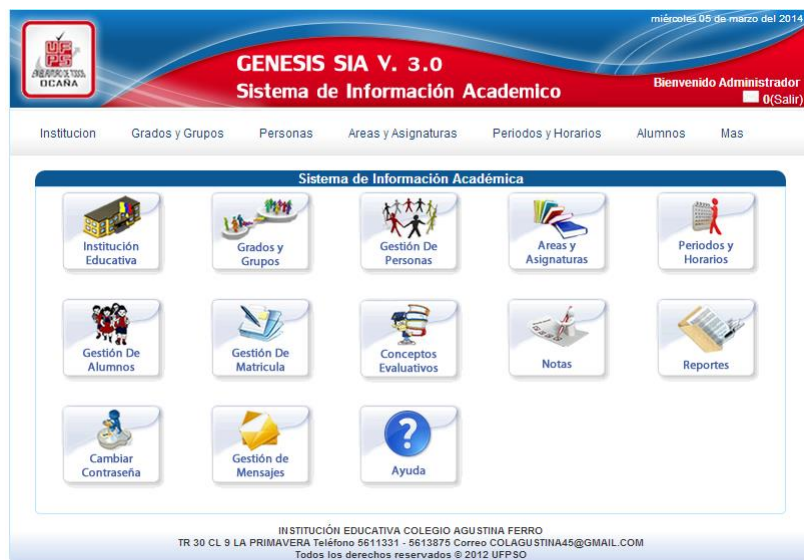 miércoles 05 de marzo del 2014
UF
PS
OCAÑA
GENESIS SIA V. 3.0
Sistema de Información Academico
Bienvenido Administrador
0(Salir)
Institucion Grados y Grupos Personas Areas y Asignaturas Periodos y Horarios Alumnos Mas
Sistema de Información Académica
Institución
Educativa
Grados y
Grupos
Gestión De
Personas
Areas y
Asignaturas
Periodos y
Horarios
Gestión De
Alumnos
Gestión De
Matricula
Conceptos
Evaluativos
Notas
Reportes
Cambiar
Contraseña
Gestión de
Mensajes
Ayuda
INSTITUCIÓN EDUCATIVA COLEGIO AGUSTINA FERRO
TR 30 CL 9 LA PRIMAVERA Teléfono 5611331 - 5613875 Correo COLAGUSTINA45@GMAIL.COM
Todos los derechos reservados © 2012 UFPSO